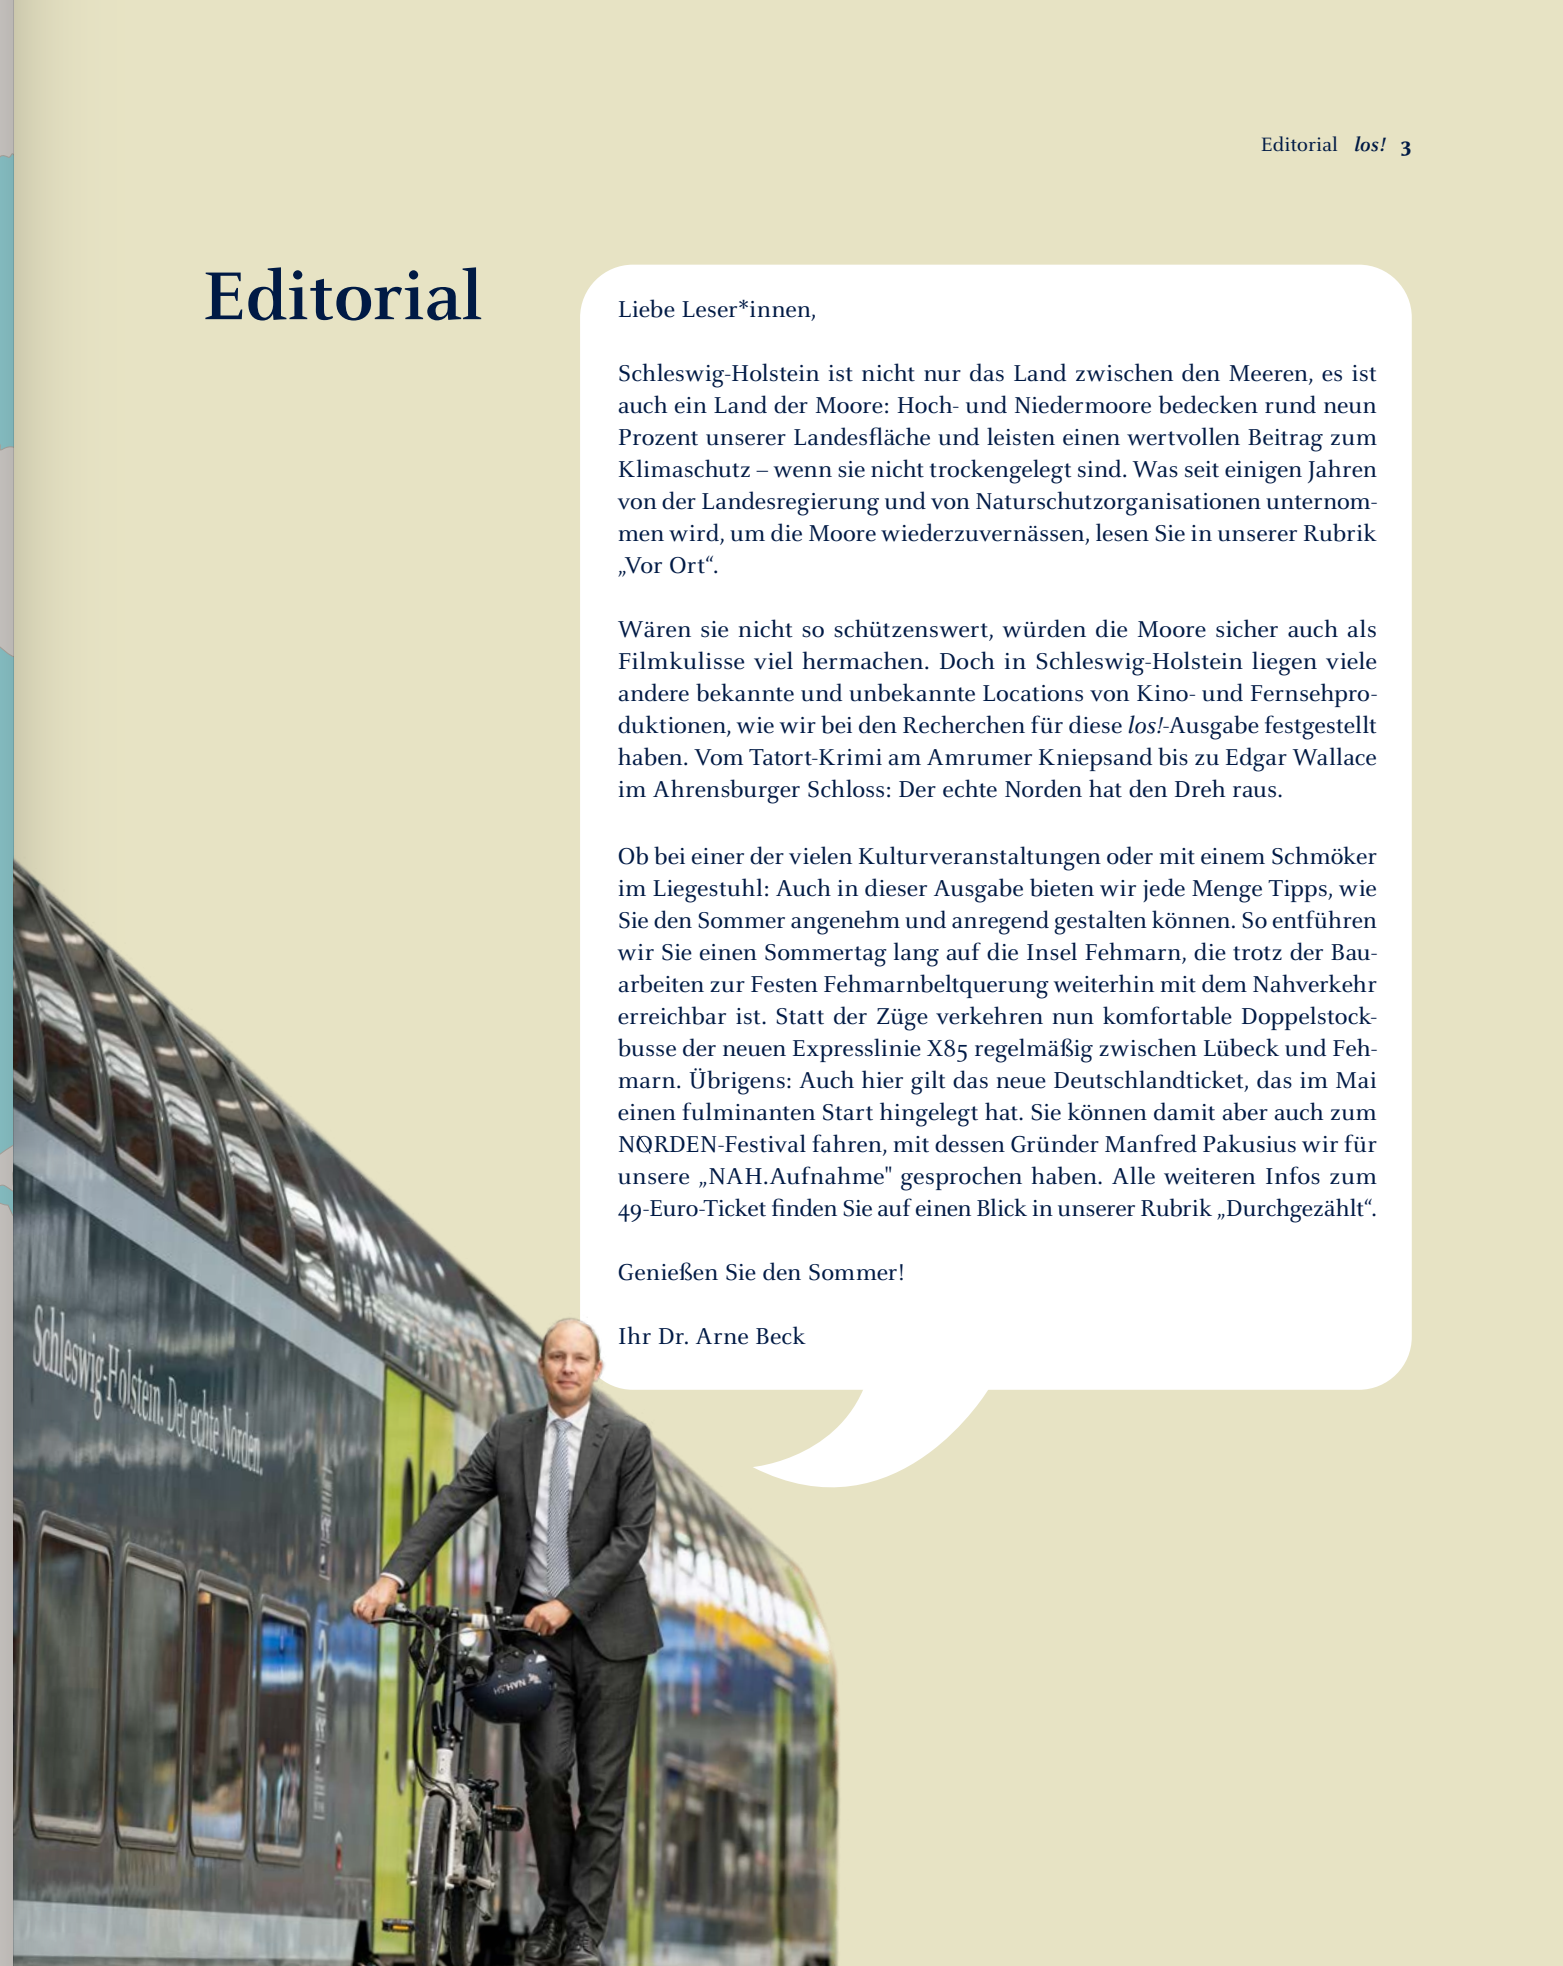 Editorial los! 3
Editorial
Liebe Leser*innen,
Schleswig-Holstein ist nicht nur das Land zwischen den Meeren, es ist
auch ein Land der Moore: Hoch- und Niedermoore bedecken rund neun
Prozent unserer Landesfläche und leisten einen wertvollen Beitrag zum
Klimaschutz – wenn sie nicht trockengelegt sind. Was seit einigen Jahren
von der Landesregierung und von Naturschutzorganisationen unternom-
men wird, um die Moore wiederzuvernässen, lesen Sie in unserer Rubrik
„Vor Ort“.
Wären sie nicht so schützenswert, würden die Moore sicher auch als
Filmkulisse viel hermachen. Doch in Schleswig-Holstein liegen viele
andere bekannte und unbekannte Locations von Kino- und Fernsehpro-
duktionen, wie wir bei den Recherchen für diese los!-Ausgabe festgestellt
haben. Vom Tatort-Krimi am Amrumer Kniepsand bis zu Edgar Wallace
im Ahrensburger Schloss: Der echte Norden hat den Dreh raus.
Ob bei einer der vielen Kulturveranstaltungen oder mit einem Schmöker
im Liegestuhl: Auch in dieser Ausgabe bieten wir jede Menge Tipps, wie
Sie den Sommer angenehm und anregend gestalten können. So entführen
wir Sie einen Sommertag lang auf die Insel Fehmarn, die trotz der Bau-
arbeiten zur Festen Fehmarnbeltquerung weiterhin mit dem Nahverkehr
erreichbar ist. Statt der Züge verkehren nun komfortable Doppelstock-
busse der neuen Expresslinie X85 regelmäßig zwischen Lübeck und Feh-
marn. Übrigens: Auch hier gilt das neue Deutschlandticket, das im Mai
einen fulminanten Start hingelegt hat. Sie können damit aber auch zum
NØRDEN-Festival fahren, mit dessen Gründer Manfred Pakusius wir für
unsere „NAH.Aufnahme" gesprochen haben. Alle weiteren Infos zum
49-Euro-Ticket finden Sie auf einen Blick in unserer Rubrik „Durchgezählt“.
Genießen Sie den Sommer!
Ihr Dr. Arne Beck
Schleswig-Holstein. Der echte Norden.
2
NAH.SH